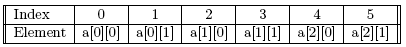 Index 0 1 2 3 4 5
Element a[0][0] a[0][1] a[1][0] a[1][1] a[2][0] a[2][1]